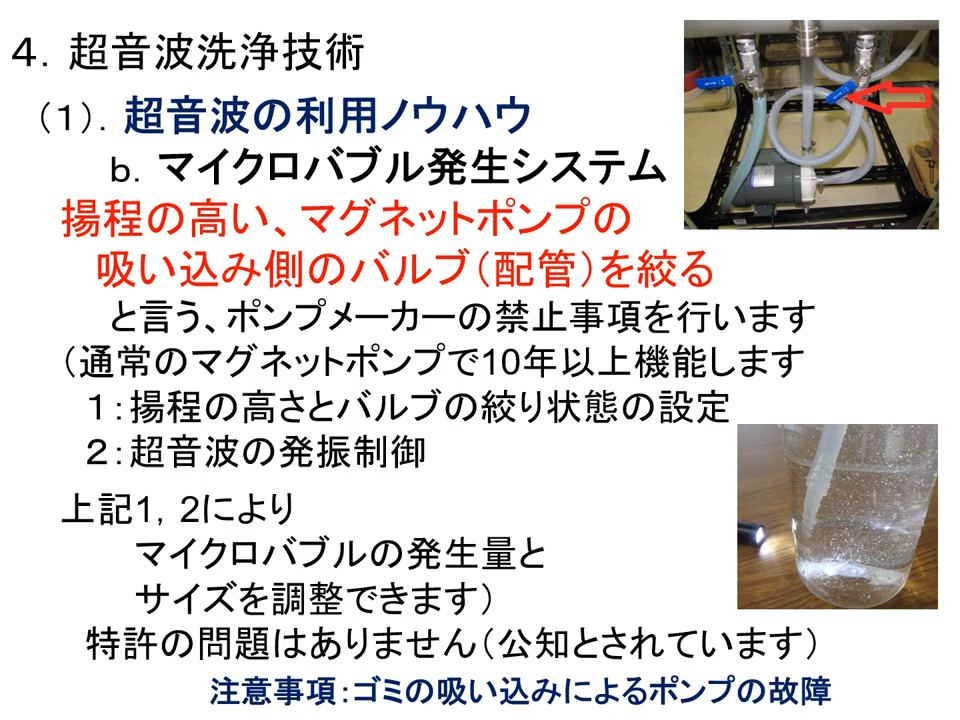 ４．超音波洗浄技術
（１）．超音波の利用ノウハウ
ｂ．マイクロバブル発生システム
揚程の高い、マグネットポンプの
吸い込み側のバルブ（配管）を絞る
と言う、ポンプメーカーの禁止事項を行います
（通常のマグネットポンプで10年以上機能します
１：揚程の高さとバルブの絞り状態の設定
２：超音波の発振制御
上記1，2により
マイクロバブルの発生量と
サイズを調整できます）
特許の問題はありません（公知とされています）
注意事項：ゴミの吸い込みによるポンプの故障